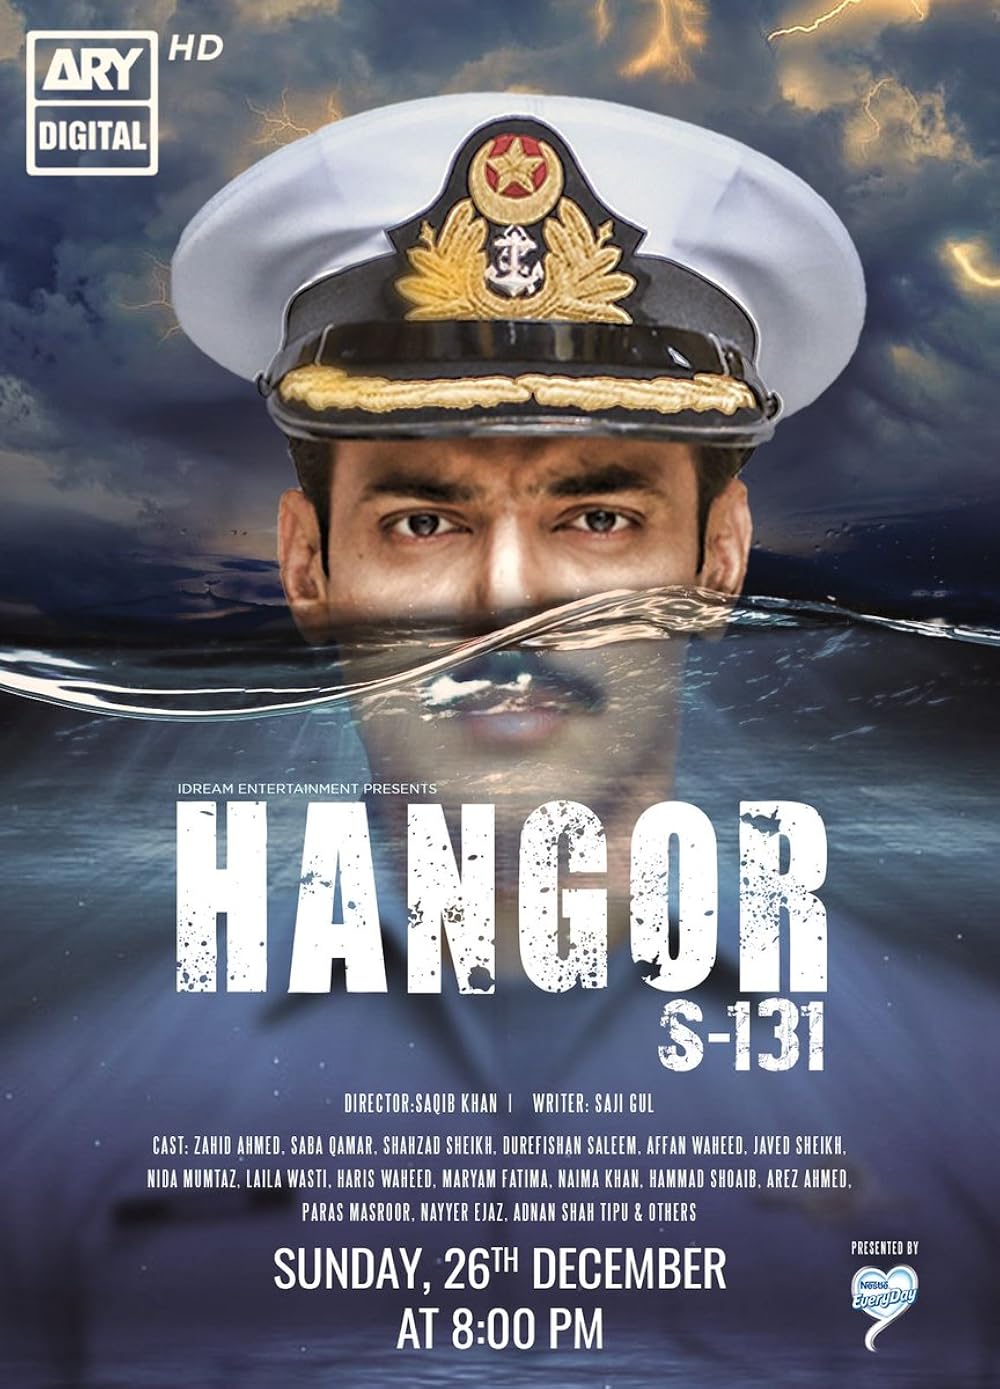 ARY HD
DIGITAL
IDREAM ENTERTAINMENT PRESENTS
HANGOR
S-131
DIRECTOR:SAQIB KHAN | WRITER: SAJI GUL
CAST: ZAHID AHMED, SABA QAMAR, SHAHZAD SHEIKH, DUREFISHAN SALEEM, AFFAN WAHEED, JAVED SHEIKH,
NIDA MUMTAZ, LAILA WASTI, HARIS WAHEED, MARYAM FATIMA, NAIMA KHAN, HAMMAD SHOAIB, AREZ AHMED,
PARAS MASROOR, NAYYER EJAZ, ADNAN SHAH TIPU & OTHERS
SUNDAY, 26TH DECEMBER
AT 8:00 PM
PRESENTED BY
Nestlé
EveryDay